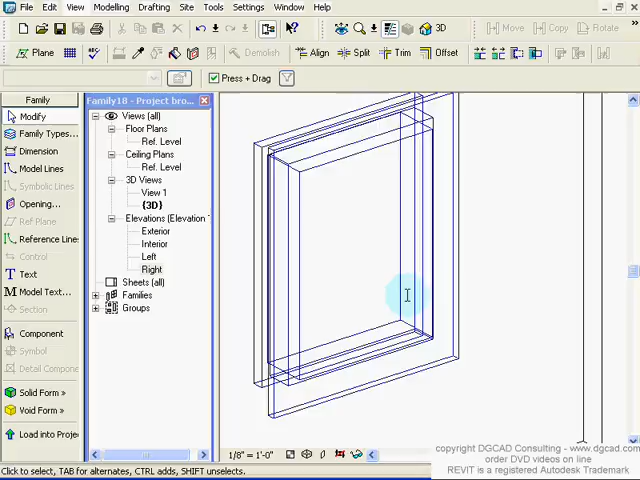 File Edit View Modelling Drafting Site Tools Settings Window Help
3D Move Copy Rotate
Plane Demolish Align Split Trim Offset
Press + Drag
Family
Modify
Family Types...
Dimension
Model Lines
Symbolic Lines
Opening...
Ref Plane
Reference Line
Control
Text
Model Text...
Section
Component
Symbol
Detail Compone
Solid Form »
Void Form »
Load into Proje
Family18 - Project bro...
Views (all)
Floor Plans
Ref. Level
Ceiling Plans
Ref. Level
3D Views
View 1
{3D}
Elevations (Elevation
Exterior
Interior
Left
Right
Sheets (all)
Families
Groups
1/8" = 1'-0"
Click to select, TAB for alternates, CTRL adds, SHIFT unselects.
copyright DGCAD Consulting - www.dgcad.com
order DVD videos on line
REVIT is a registered Autodesk Trademark